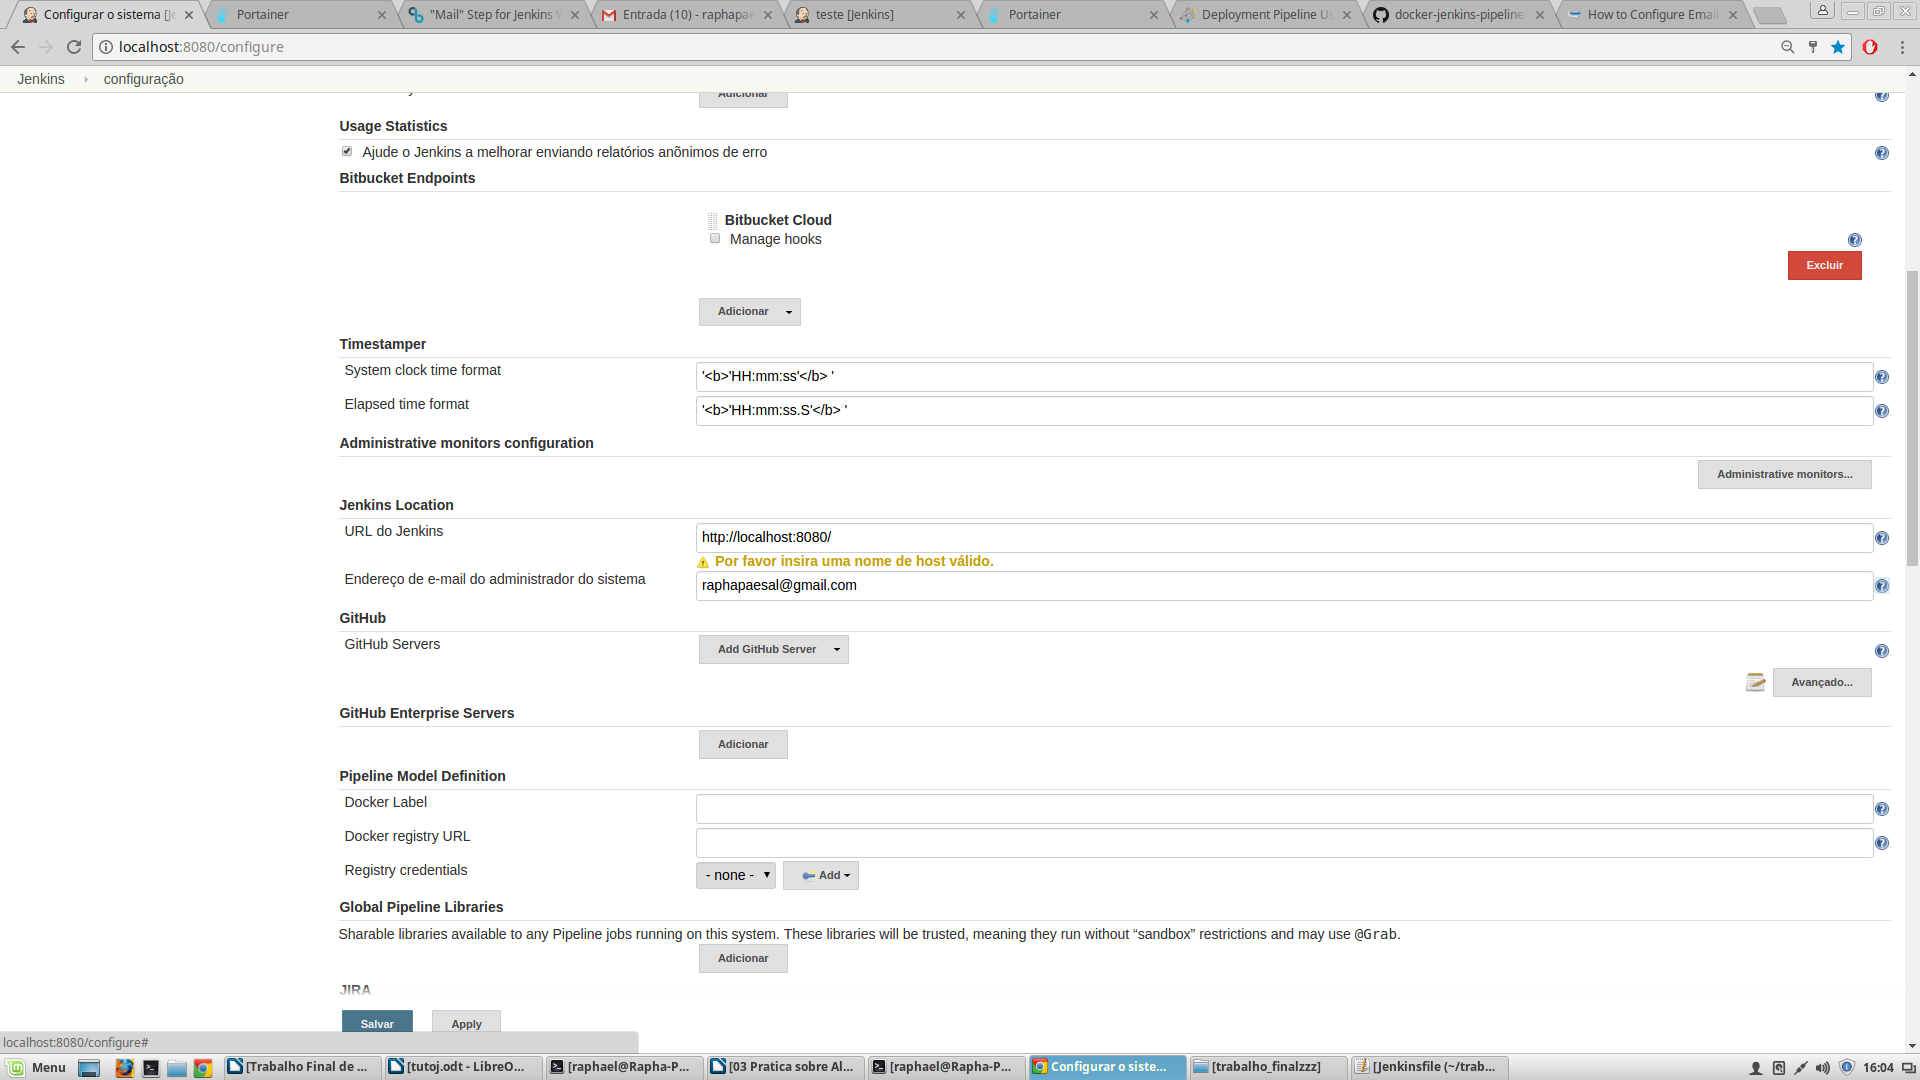 Configurar o sistema [Je
Portainer
"Mail" Step for Jenkins W
Entrada (10) - raphapae
teste [Jenkins]
Portainer
Deployment Pipeline Us
docker-jenkins-pipeline
How to Configure Email
localhost:8080/configure
Jenkins
configuração
Adicionar
Usage Statistics
Ajude o Jenkins a melhorar enviando relatórios anônimos de erro
Bitbucket Endpoints
Bitbucket Cloud
Manage hooks
Excluir
Adicionar
Timestamper
System clock time format
'<b>'HH:mm:ss'</b> '
Elapsed time format
'<b>'HH:mm:ss.S'</b> '
Administrative monitors configuration
Administrative monitors...
Jenkins Location
URL do Jenkins
http://localhost:8080/
Por favor insira uma nome de host válido.
Endereço de e-mail do administrador do sistema
raphapaesal@gmail.com
GitHub
GitHub Servers
Add GitHub Server
Avançado...
GitHub Enterprise Servers
Adicionar
Pipeline Model Definition
Docker Label
Docker registry URL
Registry credentials
- none -
Add
Global Pipeline Libraries
Sharable libraries available to any Pipeline jobs running on this system. These libraries will be trusted, meaning they run without “sandbox” restrictions and may use @Grab.
Adicionar
JIRA
Salvar
Apply
localhost:8080/configure#
Menu
[Trabalho Final de ...
[tutoj.odt - LibreO...
[raphael@Rapha-P...
[03 Pratica sobre Al...
[raphael@Rapha-P...
Configurar o siste...
[trabalho_finalzzz]
[Jenkinsfile (~/trab...
16:04